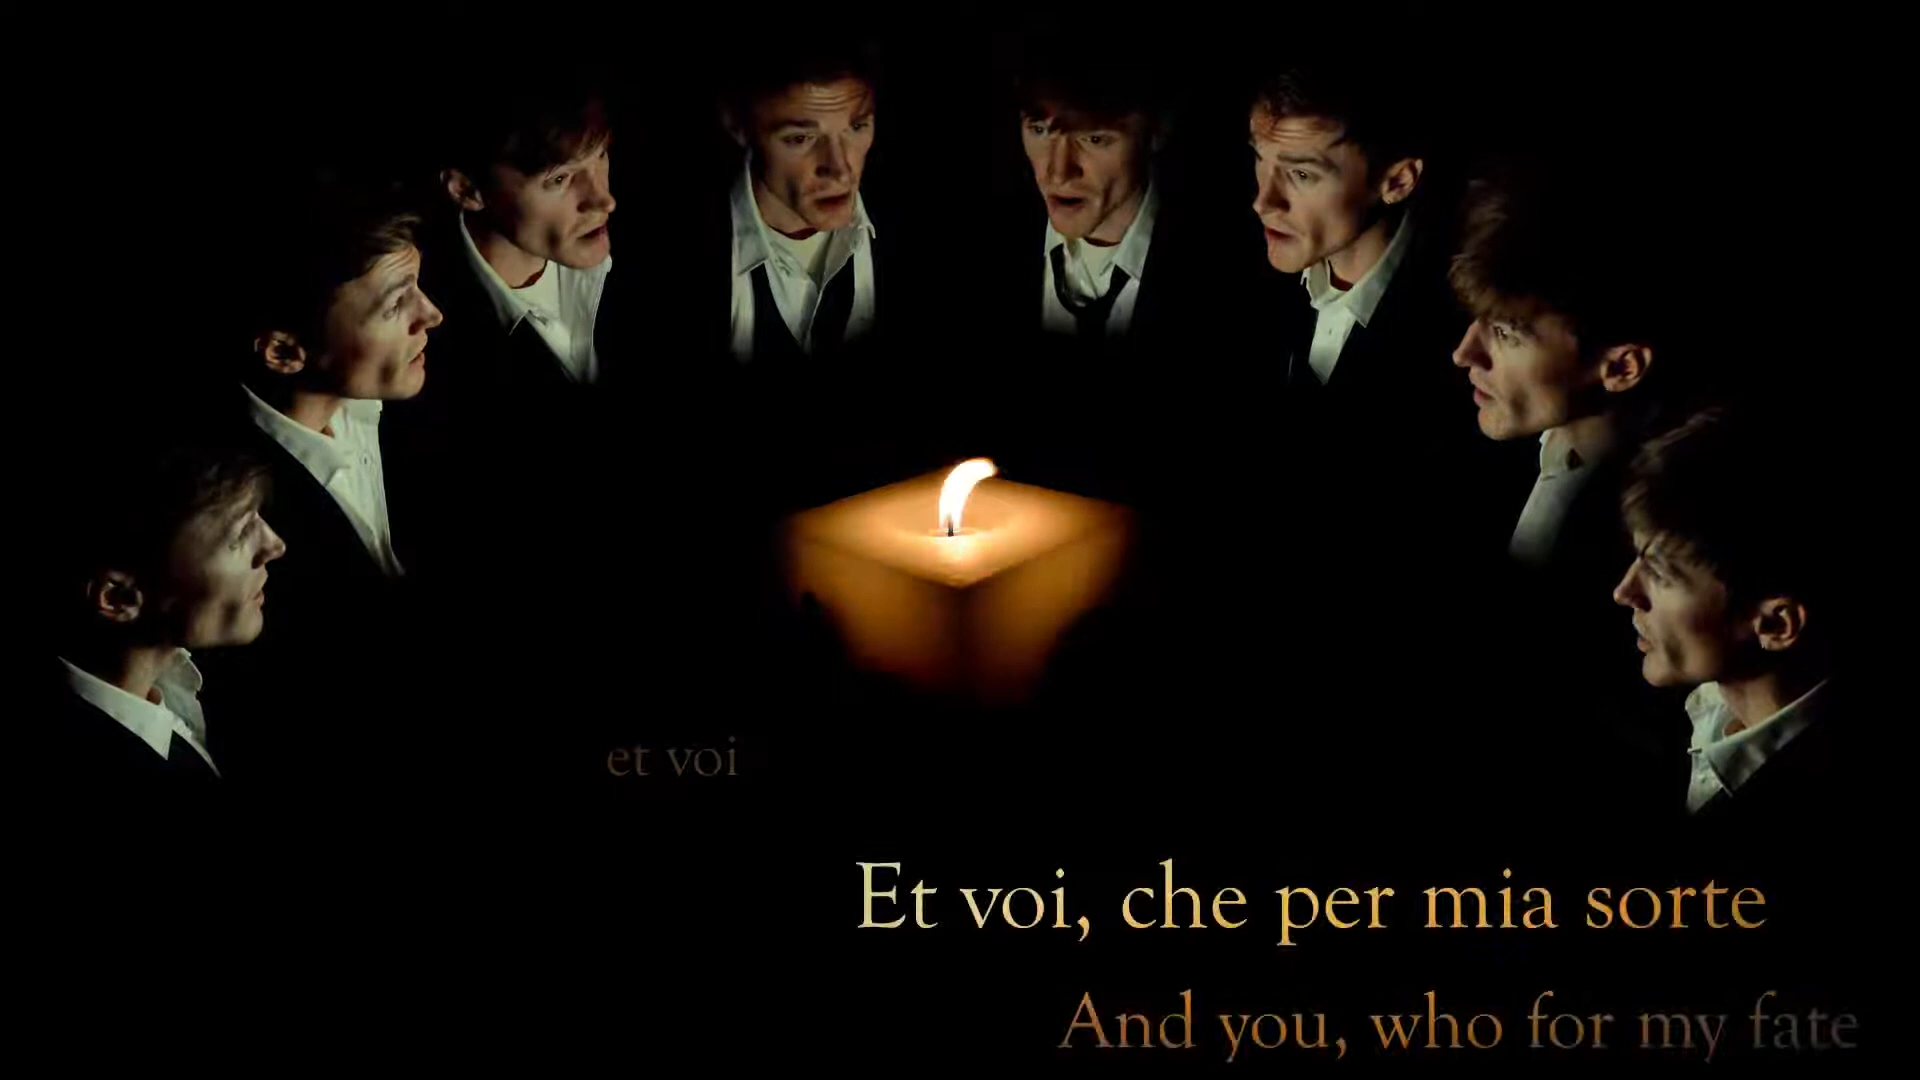 et voi
Et voi, che per mia sorte
And you, who for my fate